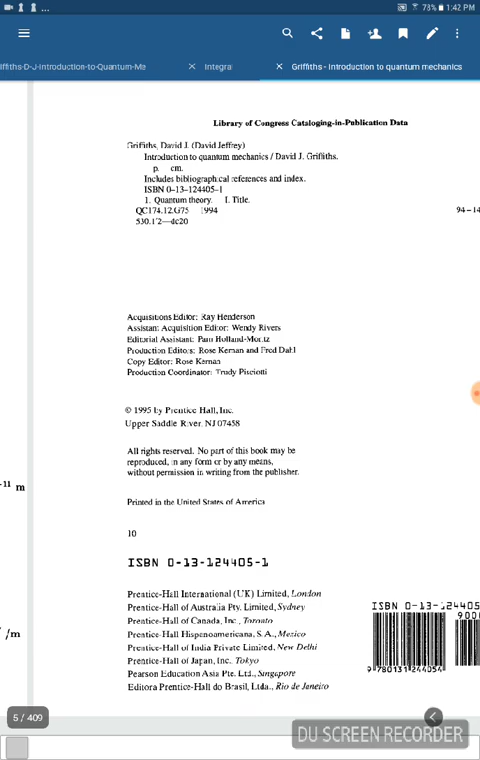 ... 73% 1:42 PM
iffiths-D-J-Introduction-to-Quantum-Me
Integra
Griffiths - Introduction to quantum mechanics
Library of Congress Cataloging-in-Publication Data
Griffiths, David J. (David Jeffrey)
Introduction to quantum mechanics / David J. Griffiths.
p. cm.
Includes bibliographical references and index.
ISBN 0-13-124405-1
1. Quantum theory. I. Title.
QC174.12.G75 1994
94-14
530.1'2—dc20
Acquisitions Editor: Ray Henderson
Assistant Acquisition Editor: Wendy Rivers
Editorial Assistant: Pam Holland-Moritz
Production Editors: Rose Kernan and Fred Dahl
Copy Editor: Rose Kernan
Production Coordinator: Trudy Pisciotti
© 1995 by Prentice Hall, Inc.
Upper Saddle River, NJ 07458
All rights reserved. No part of this book may be
reproduced, in any form or by any means,
without permission in writing from the publisher.
-11 m
Printed in the United States of America
10
ISBN 0-13-124405-1
Prentice-Hall International (UK) Limited, London
Prentice-Hall of Australia Pty. Limited, Sydney
Prentice-Hall of Canada, Inc., Toronto
Prentice-Hall Hispanoamericana, S.A., Mexico
Prentice-Hall of India Private Limited, New Delhi
Prentice-Hall of Japan, Inc. Tokyo
Pearson Education Asia Pte. Ltd., Singapore
Editora Prentice-Hall do Brasil, Ltda., Rio de Janeiro
ISBN 0-13-124405
9000
9 780131 244054
/m
5 / 409
DU SCREEN RECORDER